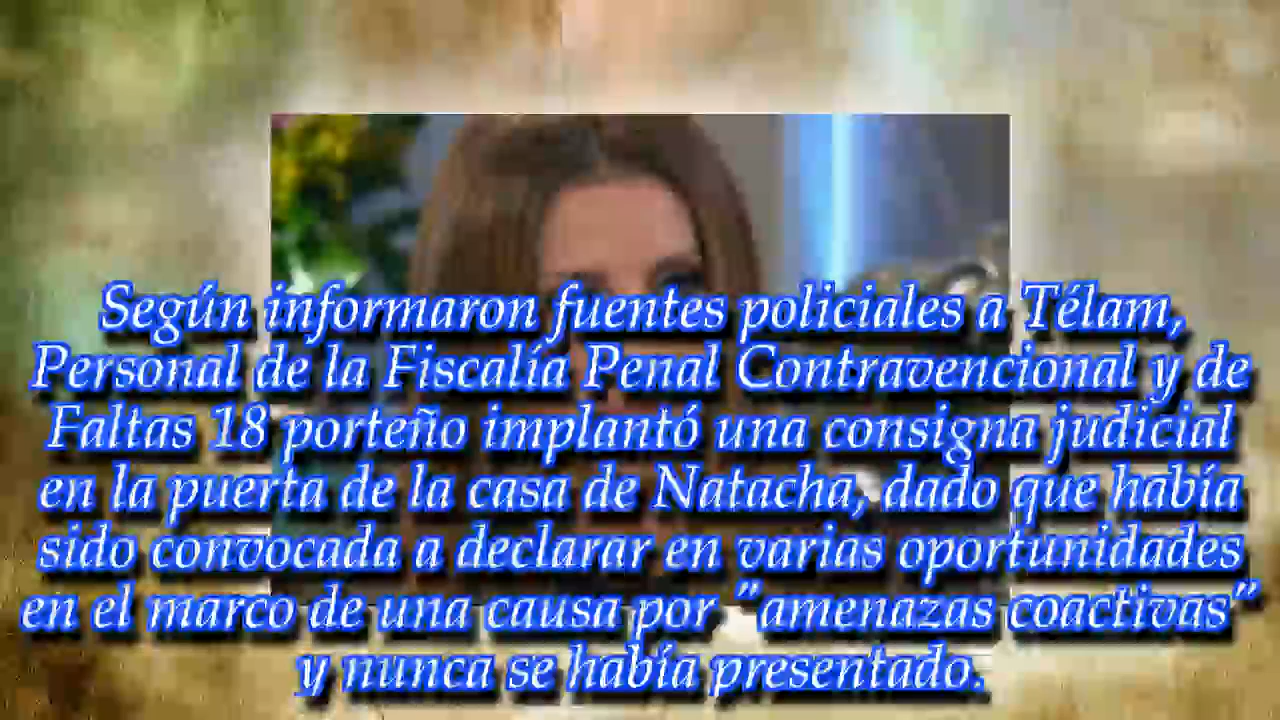 Según informaron fuentes policiales a Télam,
Personal de la Fiscalía Penal Contravencional y de
Faltas 18 porteño implantó una consigna judicial
en la puerta de la casa de Natacha, dado que había
sido convocada a declarar en varias oportunidades
en el marco de una causa por "amenazas coactivas"
y nunca se había presentado.